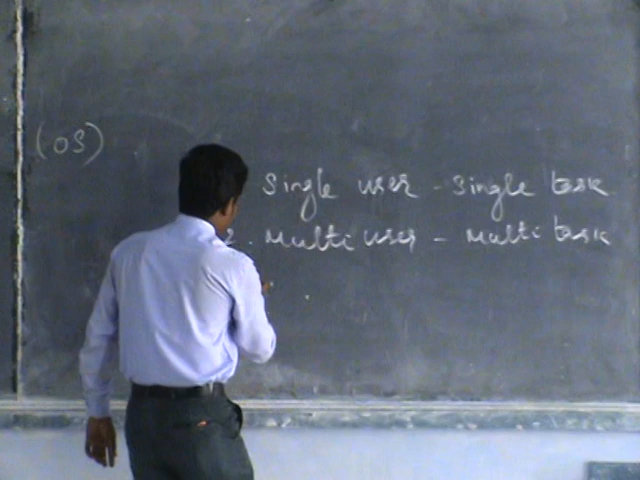 (OS)
Single user - Single task
2. Multi user - Multi task